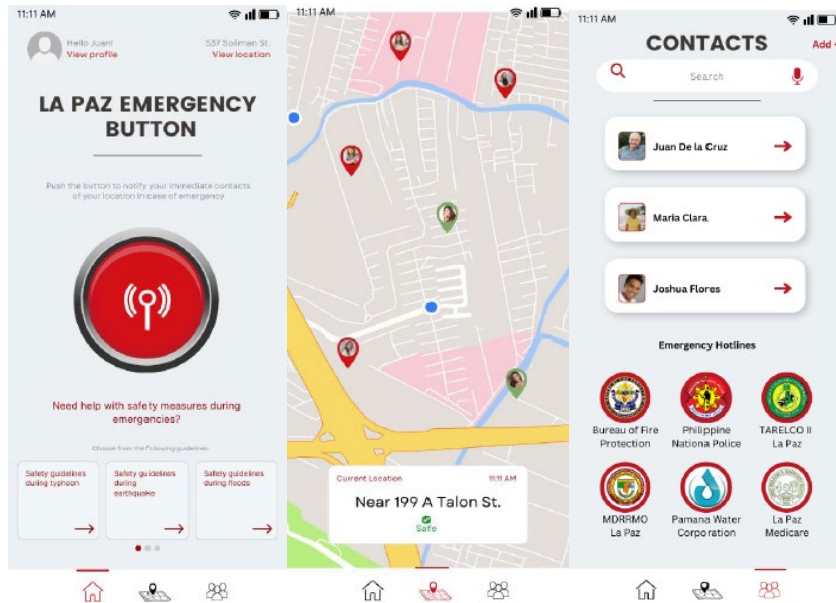 11:11 AM
Hello Juan!
View profile
537 Soliman St.
View location
LA PAZ EMERGENCY
BUTTON
Push the button to notify your immediate contacts
of your location in case of emergency
Need help with safety measures during
emergencies?
Choose from the following guidelines
Safety guidelines
during typhoon
Safety guidelines
during
earthquake
Safety guidelines
during floods
11:11 AM
Current Location
11:11 AM
Near 199 A Talon St.
Safe
11:11 AM
CONTACTS
Add
Search
Juan De la Cruz
Maria Clara
Joshua Flores
Emergency Hotlines
Bureau of Fire
Protection
Philippine
Nationa Police
TARELCO II
La Paz
MDRRMO
La Paz
Pamana Water
Corporation
La Paz
Medicare